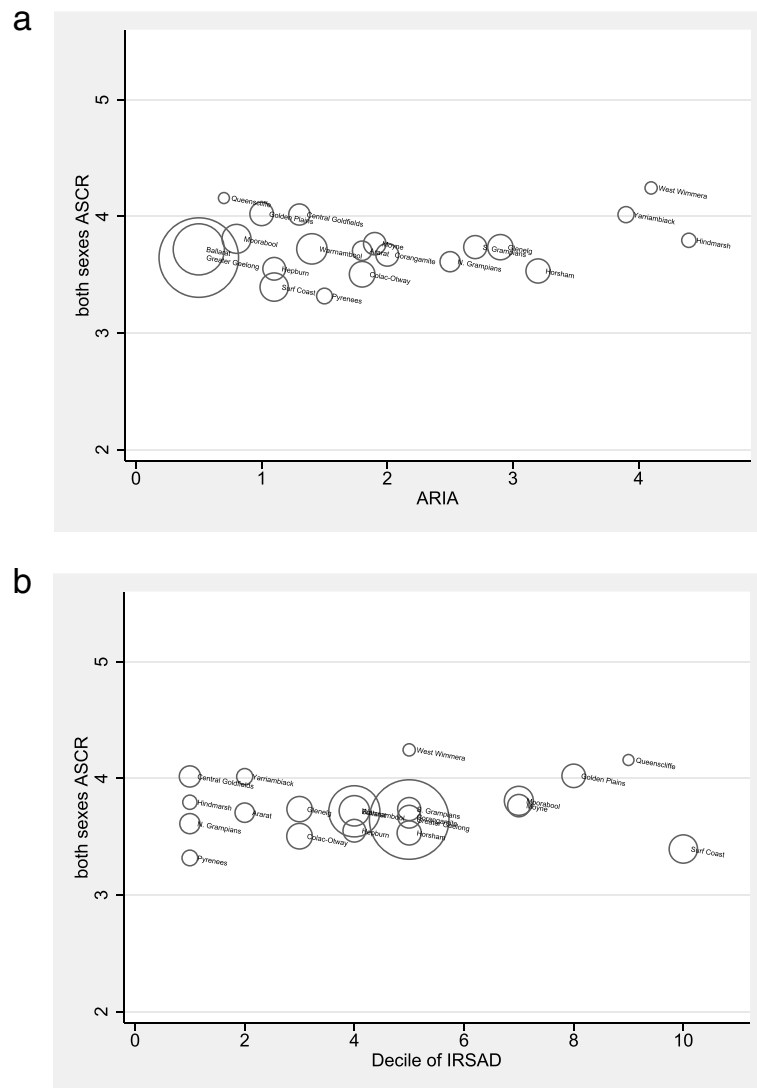 a
both sexes ASCR
5
4
3
2
West Wimmera
Queenscliffe
Golden Plains
Central Goldfields
Yarriambiack
Moorabool
Hindmarsh
Ballarat
Greater Geelong
Warrnambool
Moyne
Ararat
Corangamite
S. Grampians
Glenelg
N. Grampians
Hepburn
Colac-Otway
Horsham
Surf Coast
Pyrenees
0 1 2 3 4
ARIA
b
both sexes ASCR
5
4
3
2
West Wimmera
Queenscliffe
Central Goldfields
Yarriambiack
Golden Plains
Hindmarsh
Ararat
Glenelg
Warrnambool
S. Grampians
Corangamite
Greater Geelong
Moorabool
Moyne
N. Grampians
Colac-Otway
Hepburn
Horsham
Pyrenees
Surf Coast
0 2 4 6 8 10
Decile of IRSAD